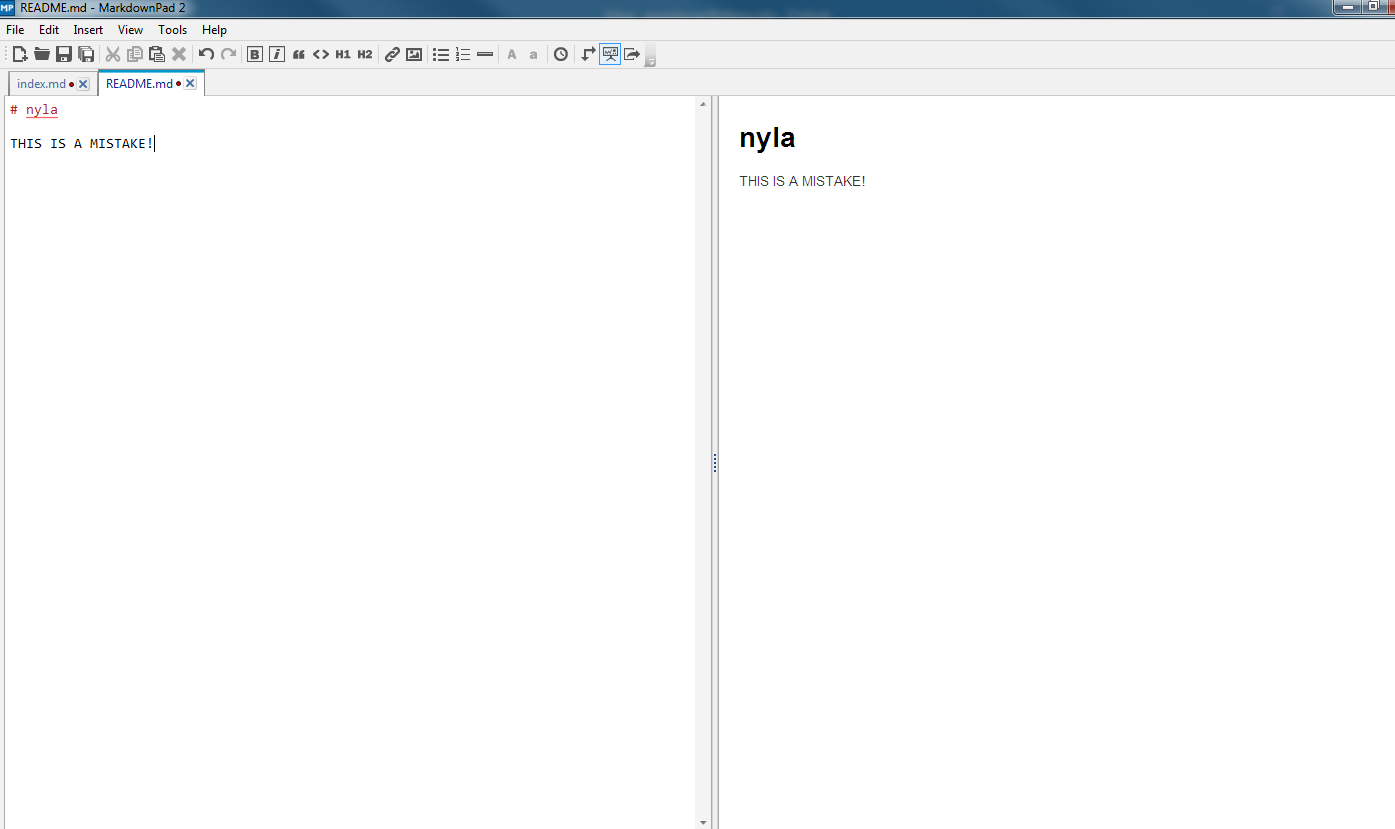 MP README.md - MarkdownPad 2
File Edit Insert View Tools Help
B i “ <> H1 H2 A a
index.md README.md
# nyla
THIS IS A MISTAKE!
nyla
THIS IS A MISTAKE!